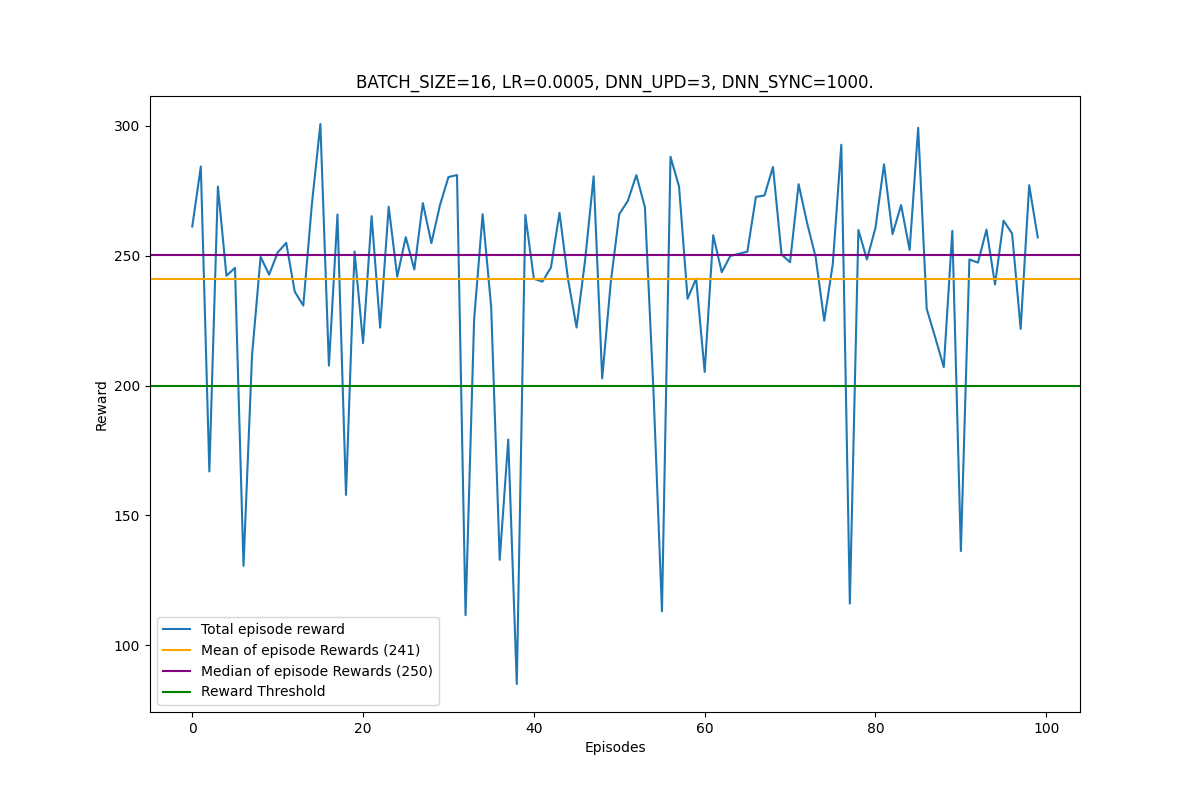 BATCH_SIZE=16, LR=0.0005, DNN_UPD=3, DNN_SYNC=1000.
300
250
200
150
100
Reward
Total episode reward
Mean of episode Rewards (241)
Median of episode Rewards (250)
Reward Threshold
0 20 40 60 80 100
Episodes